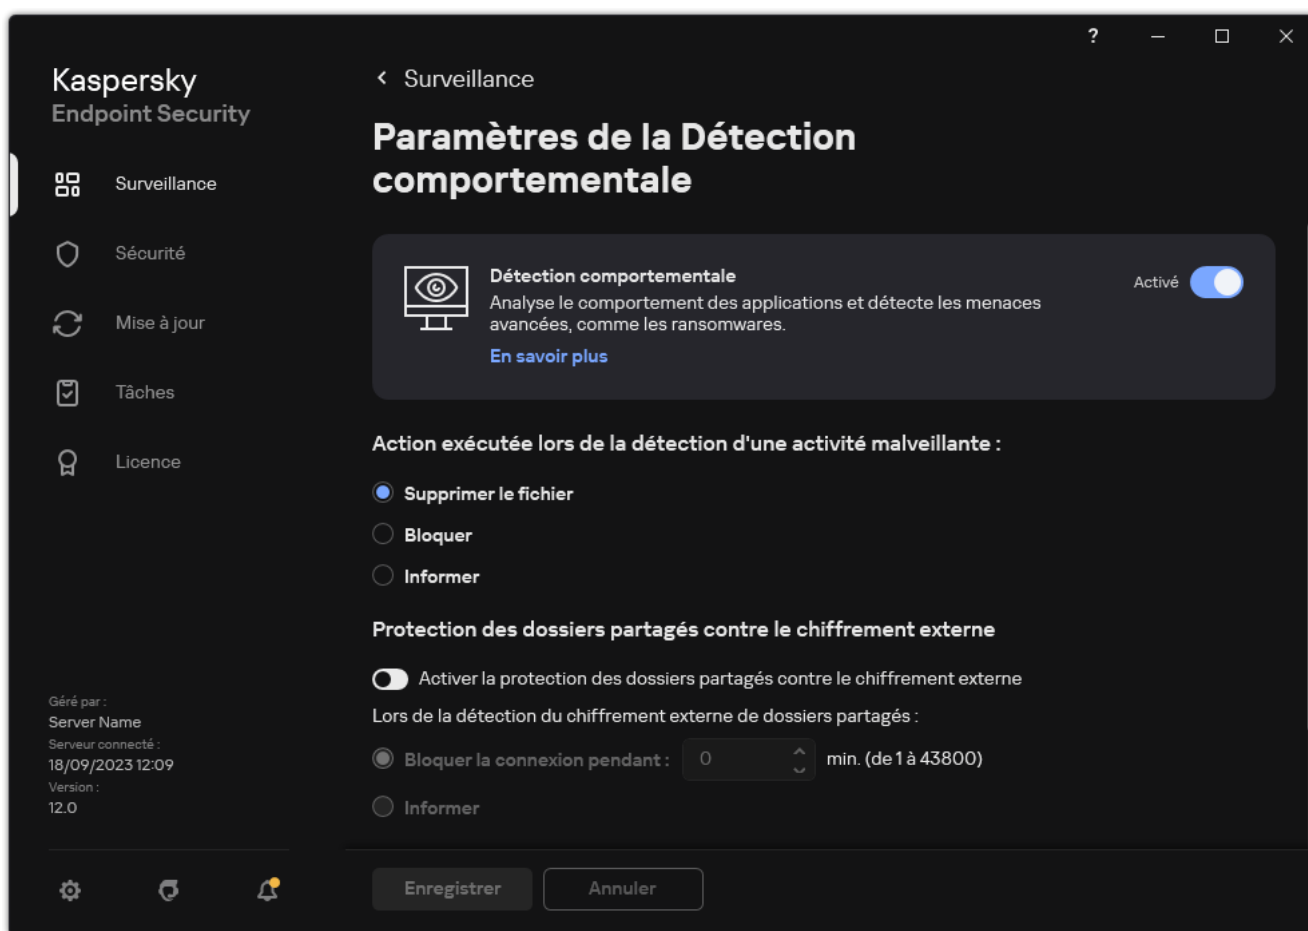 ?
Kaspersky
Endpoint Security
Surveillance
Sécurité
Mise à jour
Tâches
Licence
Géré par :
Server Name
Serveur connecté :
18/09/2023 12:09
Version :
12.0
Surveillance
Paramètres de la Détection
comportementale
Détection comportementale
Activé
Analyse le comportement des applications et détecte les menaces
avancées, comme les ransomwares.
En savoir plus
Action exécutée lors de la détection d'une activité malveillante :
Supprimer le fichier
Bloquer
Informer
Protection des dossiers partagés contre le chiffrement externe
Activer la protection des dossiers partagés contre le chiffrement externe
Lors de la détection du chiffrement externe de dossiers partagés :
Bloquer la connexion pendant : 0 min. (de 1 à 43800)
Informer
Enregistrer Annuler